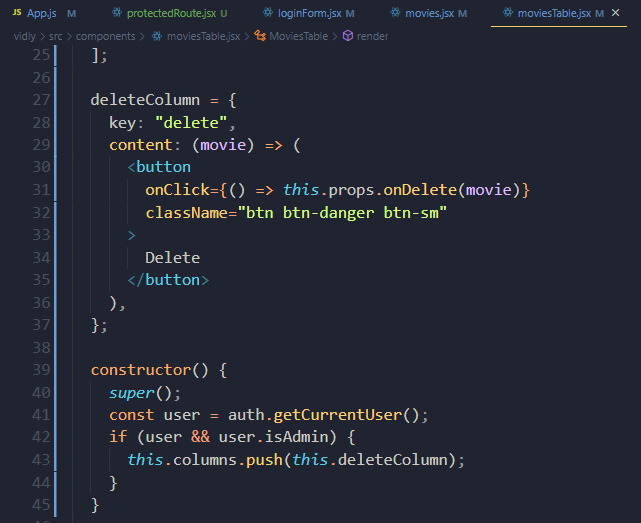 JS App.js M protectedRoute.jsx U loginForm.jsx M movies.jsx M moviesTable.jsx M ×
vidly > src > components > moviesTable.jsx > MoviesTable > render
25 ];
26
27 deleteColumn = {
28 key: "delete",
29 content: (movie) => (
30 <button
31 onClick={() => this.props.onDelete(movie)}
32 className="btn btn-danger btn-sm"
33 >
34 Delete
35 </button>
36 ),
37 };
38
39 constructor() {
40 super();
41 const user = auth.getCurrentUser();
42 if (user && user.isAdmin) {
43 this.columns.push(this.deleteColumn);
44 }
45 }